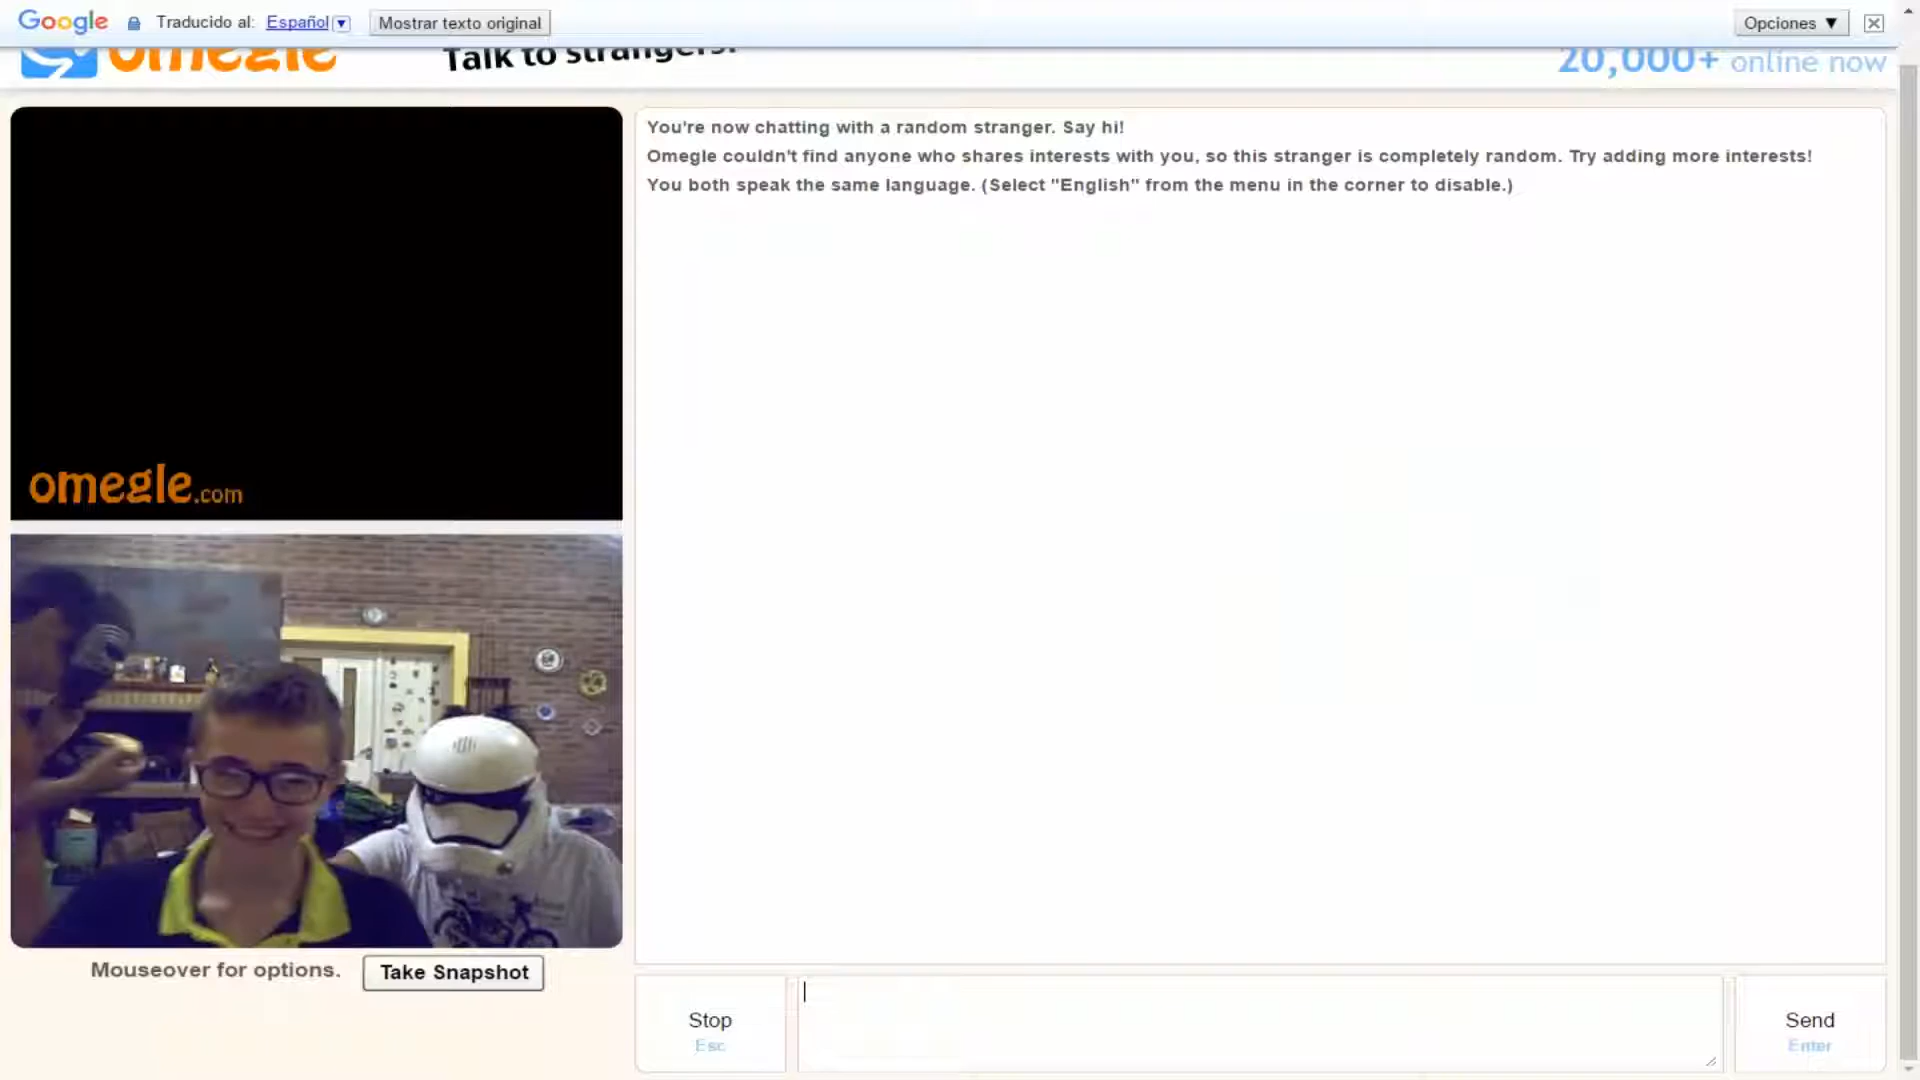 Google Traducido al: Español ▼ Mostrar texto original Opciones ▼
omegle Talk to strangers! 20,000+ online now
You're now chatting with a random stranger. Say hi!
Omegle couldn't find anyone who shares interests with you, so this stranger is completely random. Try adding more interests!
You both speak the same language. (Select "English" from the menu in the corner to disable.)
omegle.com
Mouseover for options. Take Snapshot
Stop
Esc
Send
Enter